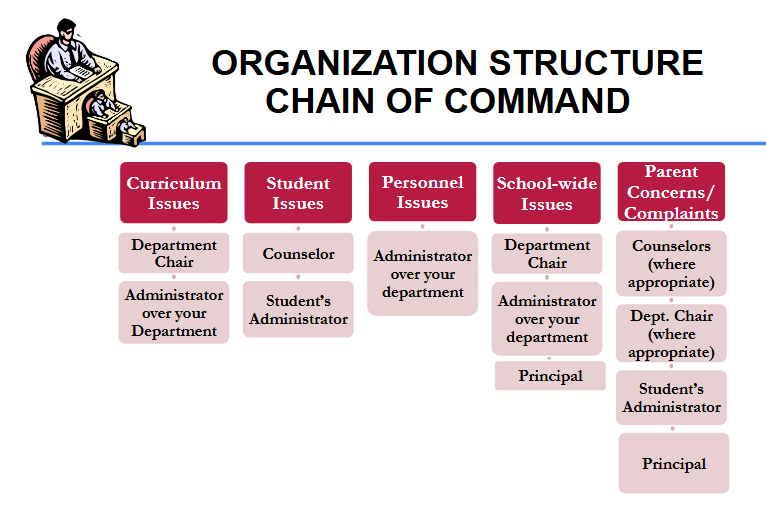 ORGANIZATION STRUCTURE
CHAIN OF COMMAND
Curriculum
Issues
Department
Chair
Administrator
over your
Department
Student
Issues
Counselor
Student's
Administrator
Personnel
Issues
Administrator
over your
department
School-wide
Issues
Department
Chair
Administrator
over your
department
Principal
Parent
Concerns/
Complaints
Counselors
(where
appropriate)
Dept. Chair
(where
appropriate)
Student's
Administrator
Principal